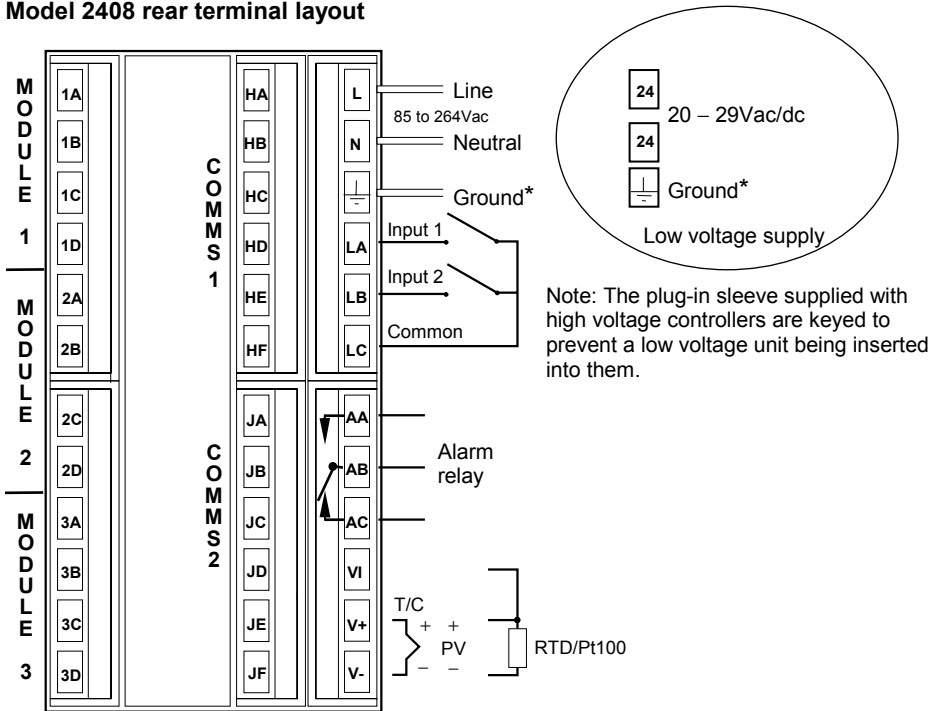 Model 2408 rear terminal layout
MODULE 1
MODULE 2
MODULE 3
1A
1B
1C
1D
2A
2B
2C
2D
3A
3B
3C
3D
COMMS 1
COMMS 2
HA
HB
HC
HD
HE
HF
JA
JB
JC
JD
JE
JF
L
N
LA
LB
LC
AA
AB
AC
VI
V+
V-
Line
85 to 264Vac
Neutral
Ground*
Input 1
Input 2
Common
Alarm
relay
T/C
+ +
PV
– –
RTD/Pt100
24
20 – 29Vac/dc
24
Ground*
Low voltage supply
Note: The plug-in sleeve supplied with
high voltage controllers are keyed to
prevent a low voltage unit being inserted
into them.